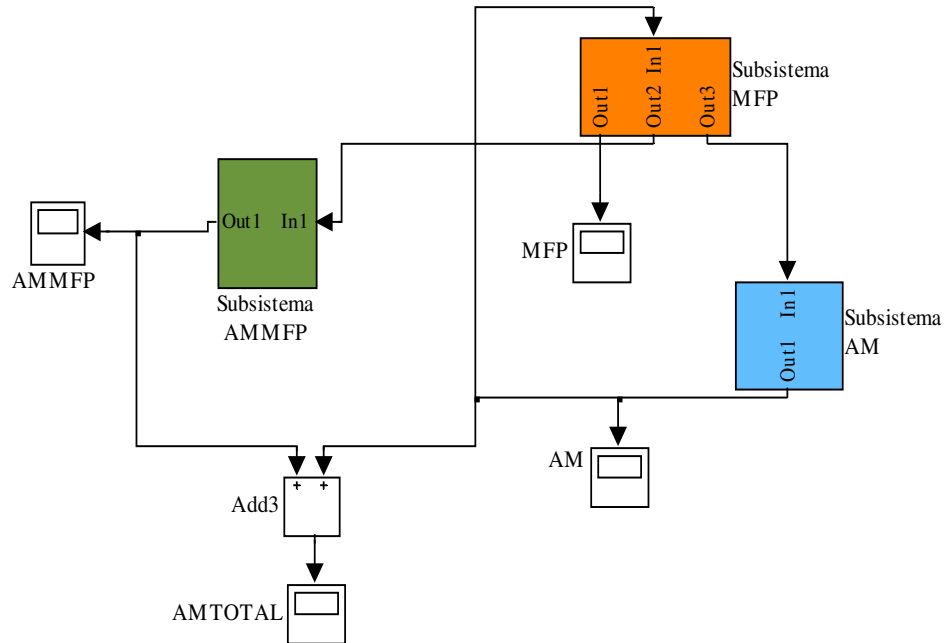 In1
Out1
Out2
Out3
Subsistema
MFP
Out1
In1
Subsistema
AMMFP
AMMFP
MFP
In1
Out1
Subsistema
AM
AM
+ +
Add3
AMTOTAL